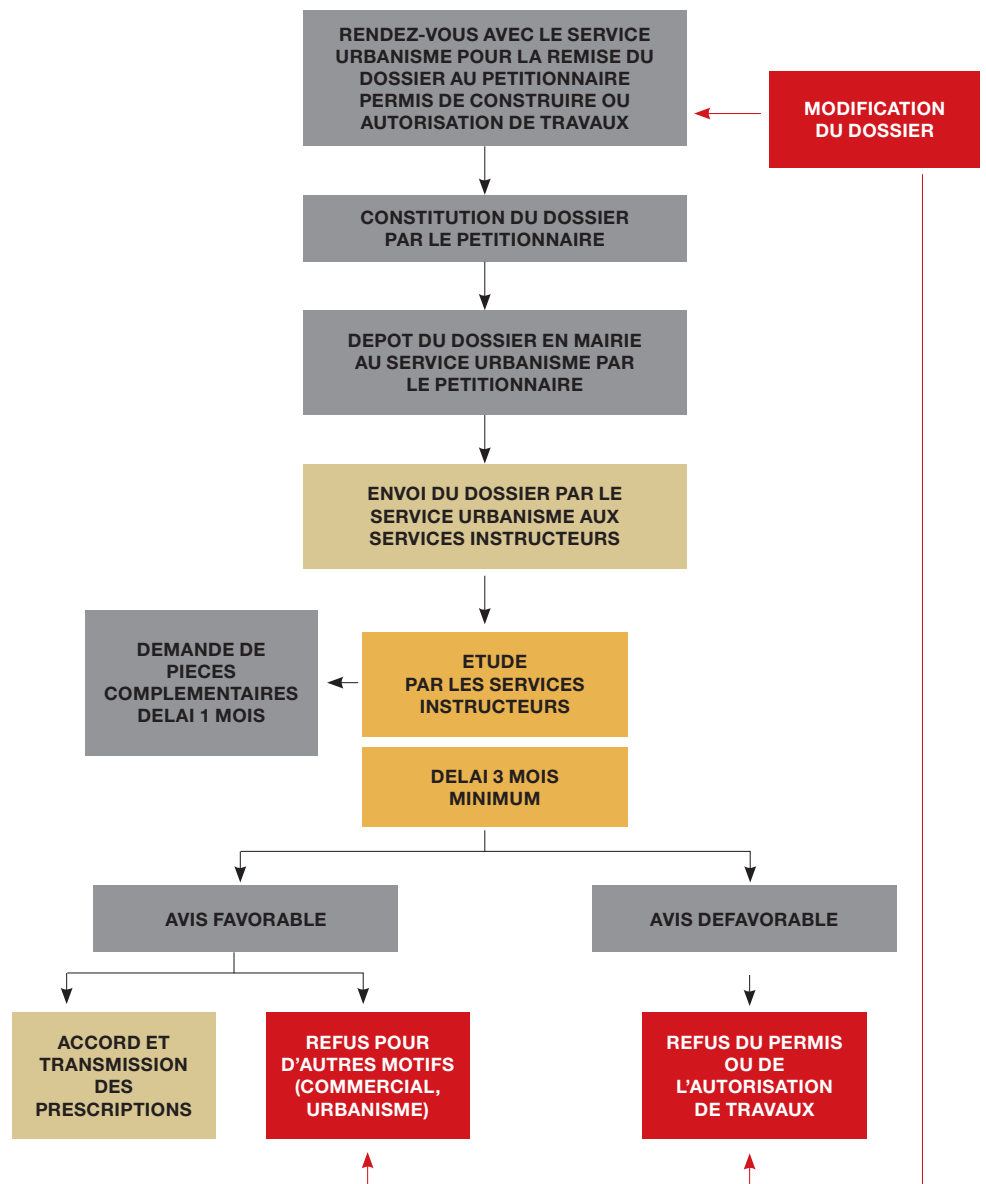 RENDEZ-VOUS AVEC LE SERVICE
URBANISME POUR LA REMISE DU
DOSSIER AU PETITIONNAIRE
PERMIS DE CONSTRUIRE OU
AUTORISATION DE TRAVAUX
MODIFICATION
DU DOSSIER
CONSTITUTION DU DOSSIER
PAR LE PETITIONNAIRE
DEPOT DU DOSSIER EN MAIRIE
AU SERVICE URBANISME PAR
LE PETITIONNAIRE
ENVOI DU DOSSIER PAR LE
SERVICE URBANISME AUX
SERVICES INSTRUCTEURS
DEMANDE DE
PIECES
COMPLEMENTAIRES
DELAI 1 MOIS
ETUDE
PAR LES SERVICES
INSTRUCTEURS
DELAI 3 MOIS
MINIMUM
AVIS FAVORABLE
AVIS DEFAVORABLE
ACCORD ET
TRANSMISSION
DES
PRESCRIPTIONS
REFUS POUR
D'AUTRES MOTIFS
(COMMERCIAL,
URBANISME)
REFUS DU PERMIS
OU DE
L'AUTORISATION
DE TRAVAUX